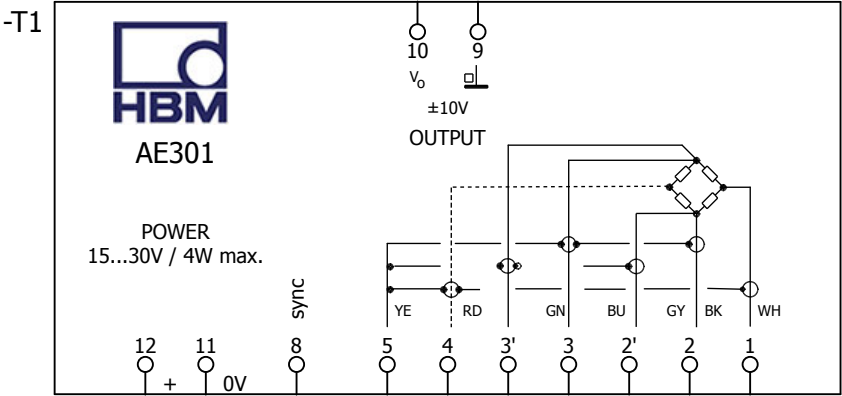 -T1
10 9
Vo
±10V
OUTPUT
HBM
AE301
POWER
15...30V / 4W max.
sync
YE RD GN BU GY BK WH
12 11 8 5 4 3' 3 2' 2 1
+ 0V